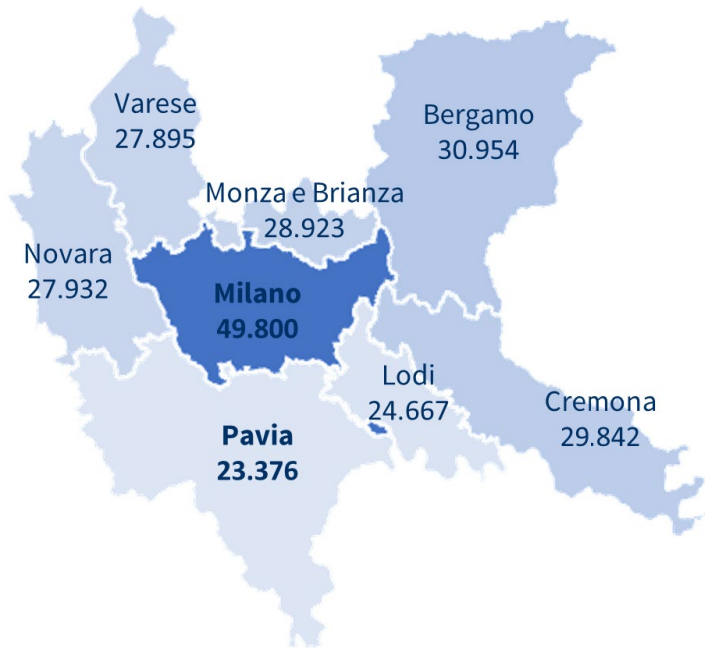 Varese
27.895
Bergamo
30.954
Monza e Brianza
28.923
Novara
27.932
Milano
49.800
Lodi
24.667
Cremona
29.842
Pavia
23.376